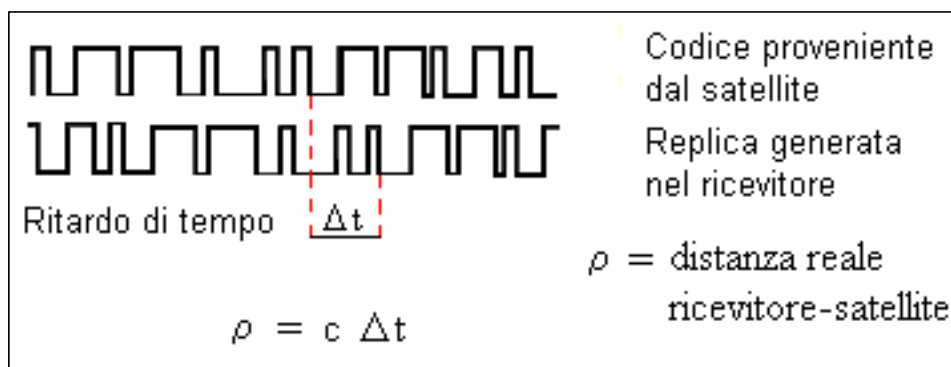 Codice proveniente
dal satellite
Replica generata
nel ricevitore
Ritardo di tempo Δt
ρ = distanza reale
ricevitore-satellite
ρ = c Δt